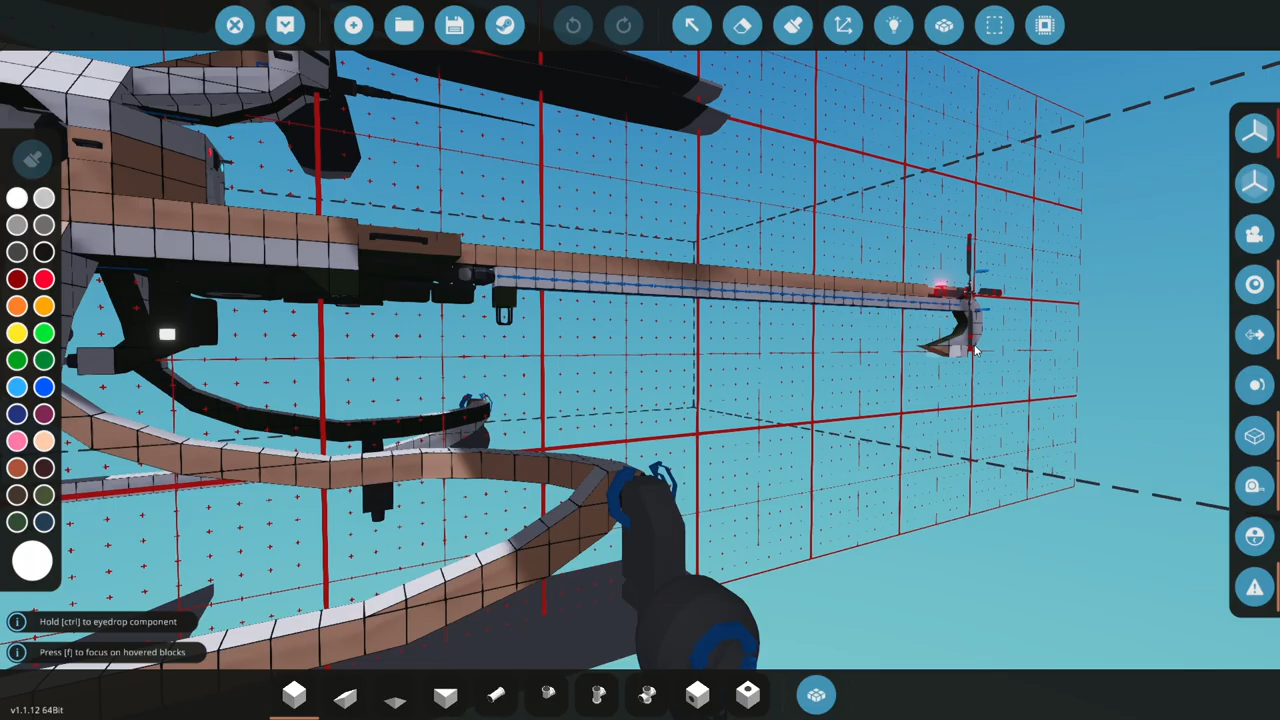 Hold [ctrl] to eyedrop component
Press [f] to focus on hovered blocks
v1.1.12 64Bit